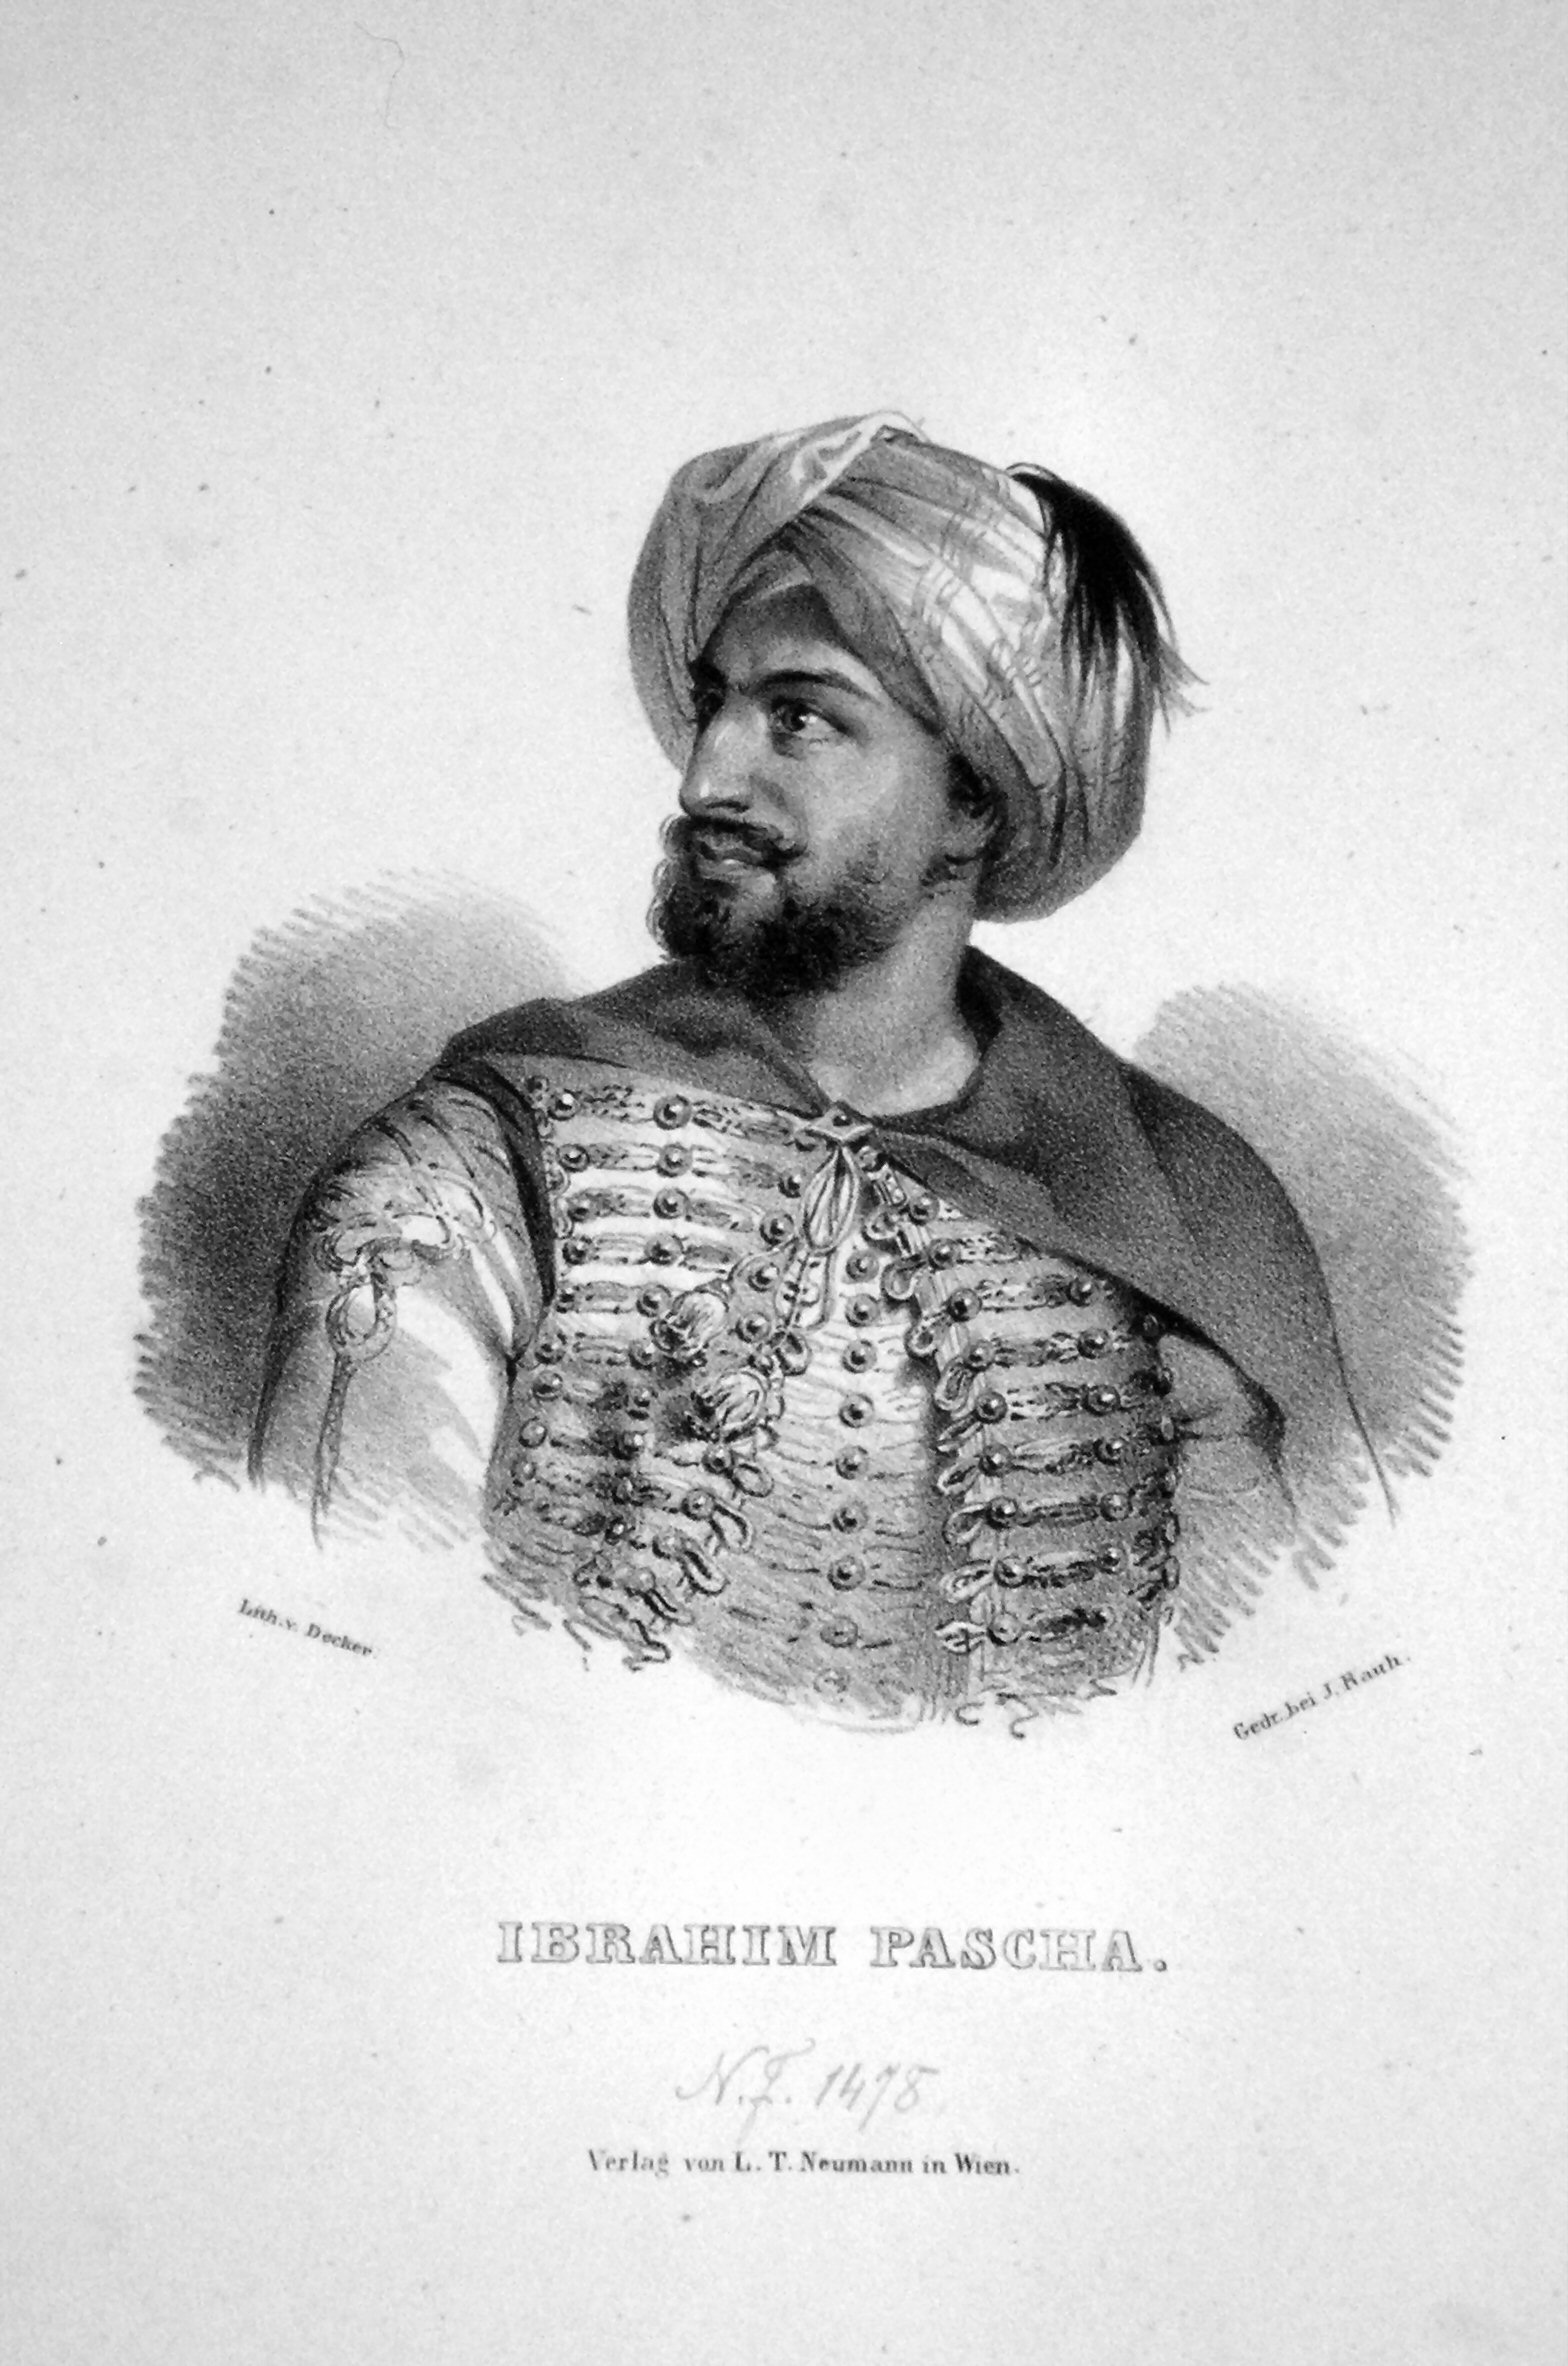 Lith. v. Decker
Gedr. bei J. Rauh.
IBRAHIM PASCHA.
N.F. 1478
Verlag von L. T. Neumann in Wien.